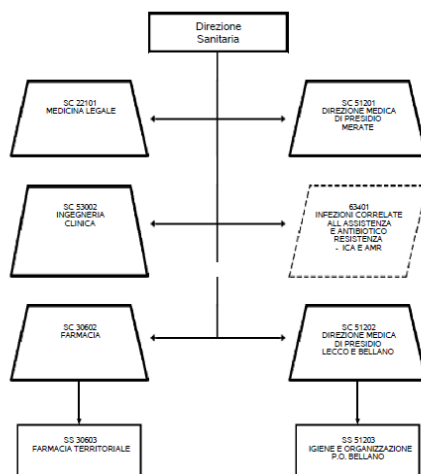 Direzione
Sanitaria
SC 22101
MEDICINA LEGALE
SC 51201
DIREZIONE MEDICA
DI PRESIDIO
MERATE
SC 53002
INGEGNERIA
CLINICA
63401
INFEZIONI CORRELATE
ALL ASSISTENZA
E ANTIBIOTICO
RESISTENZA
- ICA E AMR
SC 30602
FARMACIA
SC 51202
DIREZIONE MEDICA
DI PRESIDIO
LECCO E BELLANO
SS 30603
FARMACIA TERRITORIALE
SS 51203
IGIENE E ORGANIZZAZIONE
P.O. BELLANO